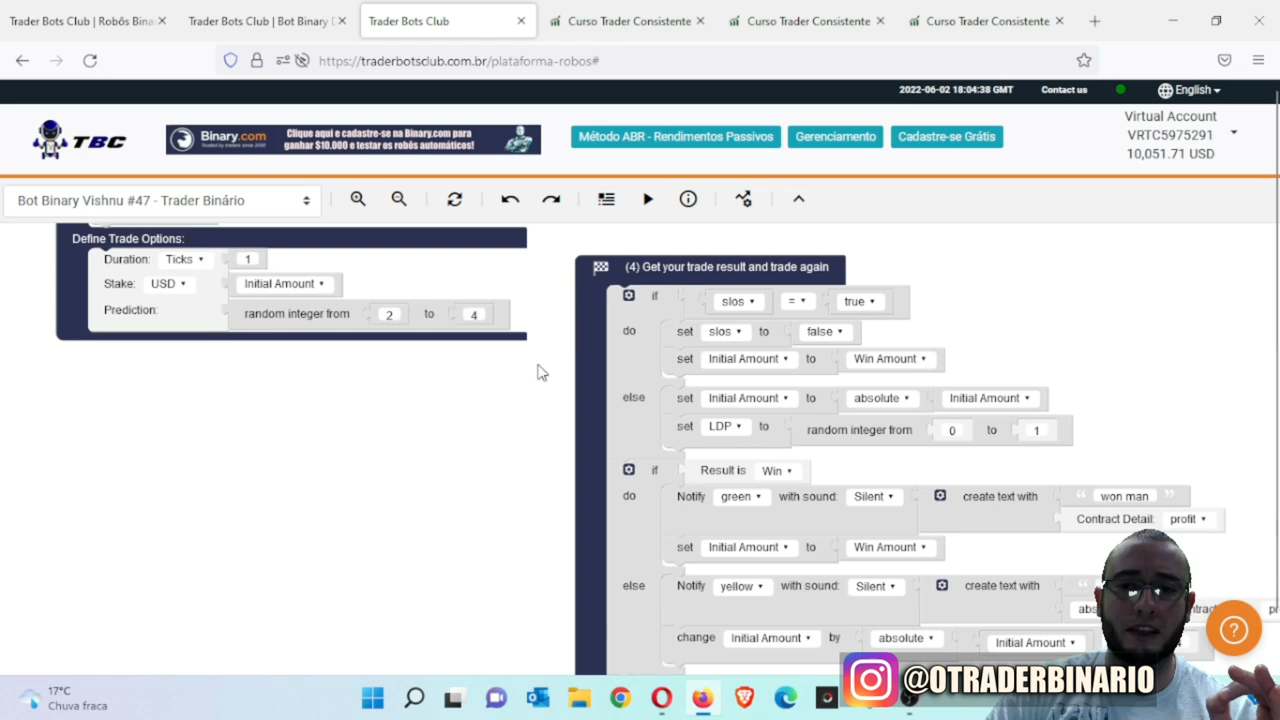 Trader Bots Club | Robôs Bina
Trader Bots Club | Bot Binary D
Trader Bots Club
Curso Trader Consistente
Curso Trader Consistente
Curso Trader Consistente
https://traderbotsclub.com.br/plataforma-robos#
2022-06-02 18:04:38 GMT
Contact us
English
TBC
Binary.com
Clique aqui e cadastre-se na Binary.com para
ganhar $10.000 e testar os robôs automáticos!
Método ABR - Rendimentos Passivos
Gerenciamento
Cadastre-se Grátis
Virtual Account
VRTC5975291
10,051.71 USD
Bot Binary Vishnu #47 - Trader Binário
Define Trade Options:
Duration: Ticks 1
Stake: USD Initial Amount
Prediction: random integer from 2 to 4
(4) Get your trade result and trade again
if slos = true
do set slos to false
set Initial Amount to Win Amount
else set Initial Amount to absolute Initial Amount
set LDP to random integer from 0 to 1
if Result is Win
do Notify green with sound: Silent create text with “ won man ”
Contract Detail: profit
set Initial Amount to Win Amount
else Notify yellow with sound: Silent create text with “
change Initial Amount by absolute Initial Amount
@OTRADERBINARIO
17°C
Chuva fraca